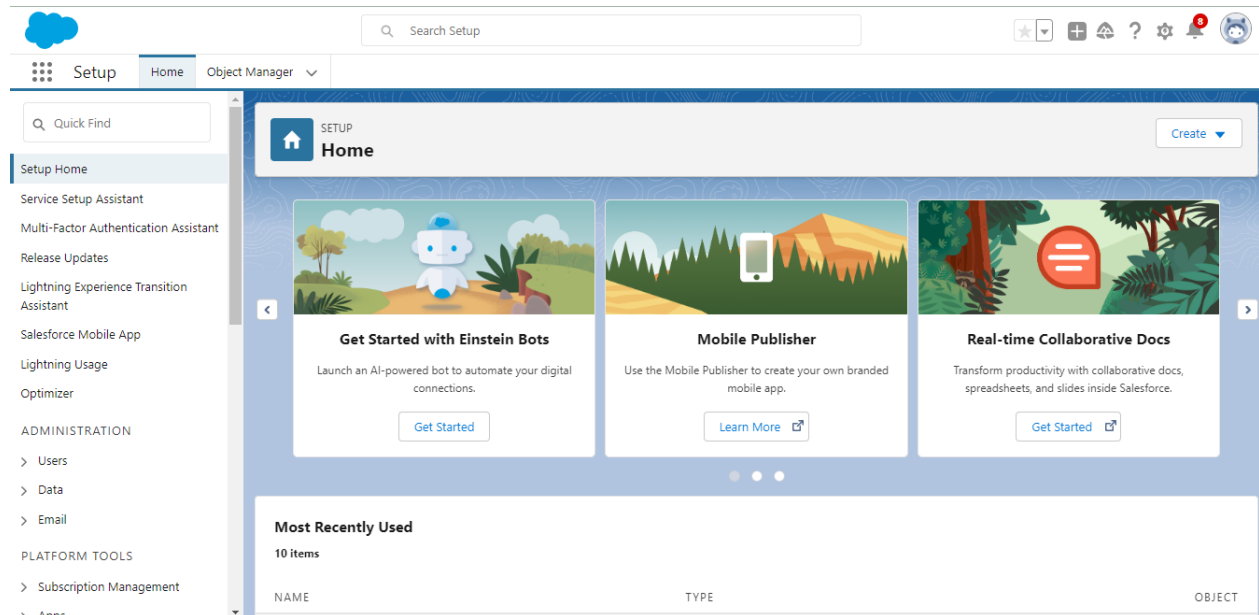 Search Setup
8
Setup
Home
Object Manager
Quick Find
Setup Home
Service Setup Assistant
Multi-Factor Authentication Assistant
Release Updates
Lightning Experience Transition
Assistant
Salesforce Mobile App
Lightning Usage
Optimizer
ADMINISTRATION
Users
Data
Email
PLATFORM TOOLS
Subscription Management
Apps
SETUP
Home
Create
Get Started with Einstein Bots
Launch an AI-powered bot to automate your digital
connections.
Get Started
Mobile Publisher
Use the Mobile Publisher to create your own branded
mobile app.
Learn More
Real-time Collaborative Docs
Transform productivity with collaborative docs,
spreadsheets, and slides inside Salesforce.
Get Started
Most Recently Used
10 items
NAME
TYPE
OBJECT